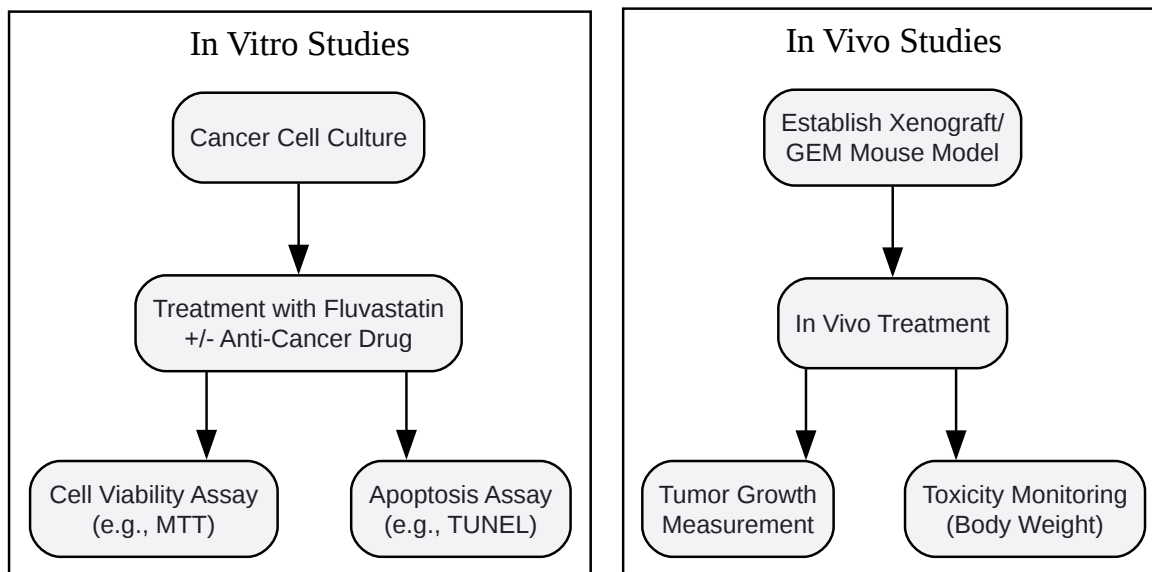 In Vitro Studies
Cancer Cell Culture
Treatment with Fluvastatin
+/- Anti-Cancer Drug
Cell Viability Assay
(e.g., MTT)
Apoptosis Assay
(e.g., TUNEL)
In Vivo Studies
Establish Xenograft/
GEM Mouse Model
In Vivo Treatment
Tumor Growth
Measurement
Toxicity Monitoring
(Body Weight)